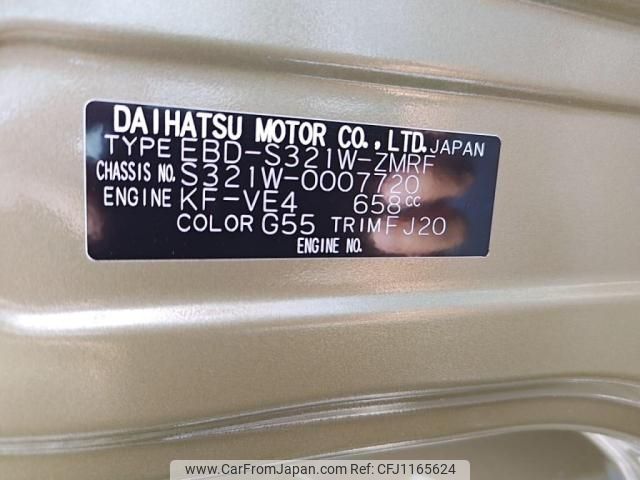 DAIHATSU MOTOR CO., LTD. JAPAN
TYPE EBD-S321W-ZMRF
CHASSIS NO. S321W-0007720
ENGINE KF-VE4 658cc
COLOR G55 TRIM FJ20
ENGINE NO.
www.CarFromJapan.com - CFJ1165624